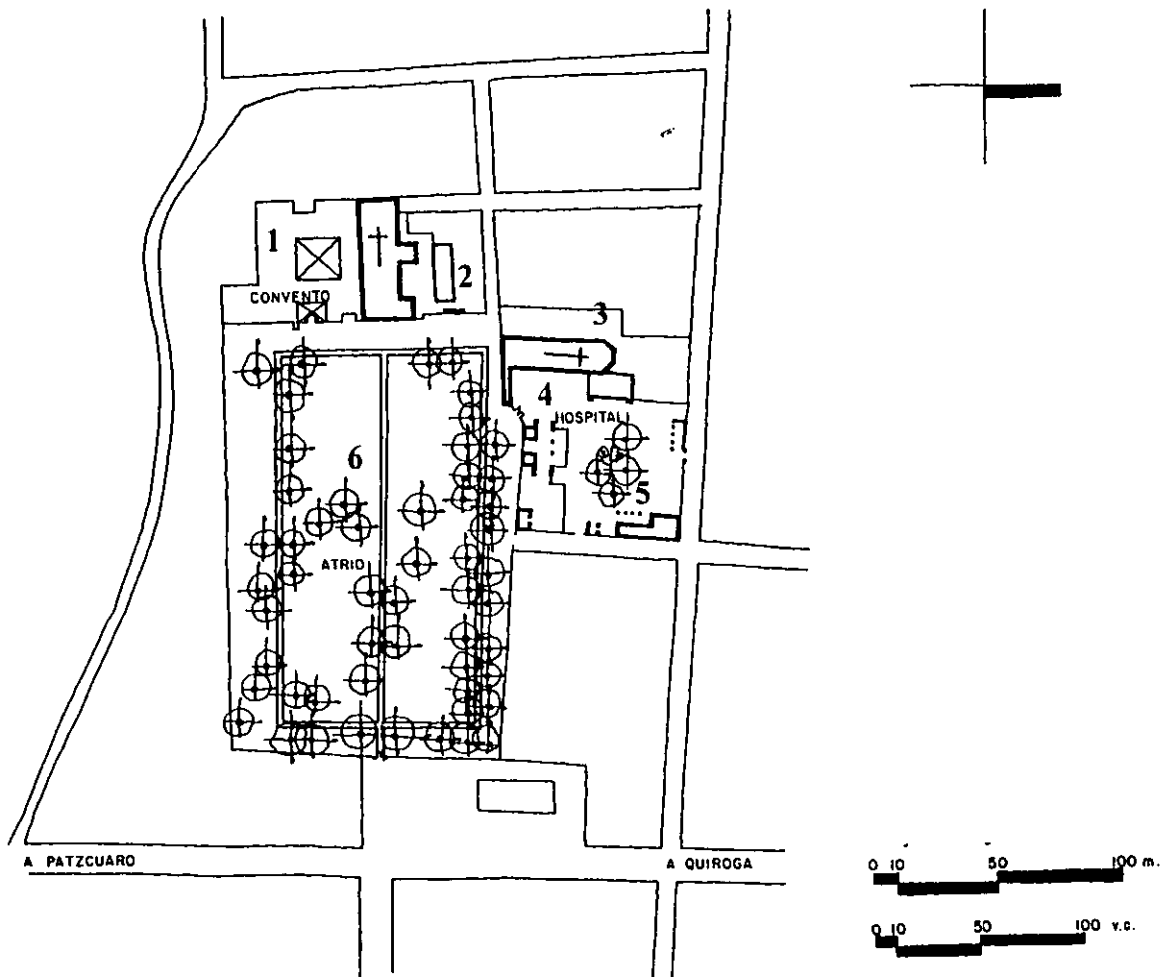 1
2
CONVENTO
3
4
HOSPITAL
5
6
ATRIO
A PATZCUARO
A QUIROGA
0 10 50 100 m.
0 10 50 100 v.c.